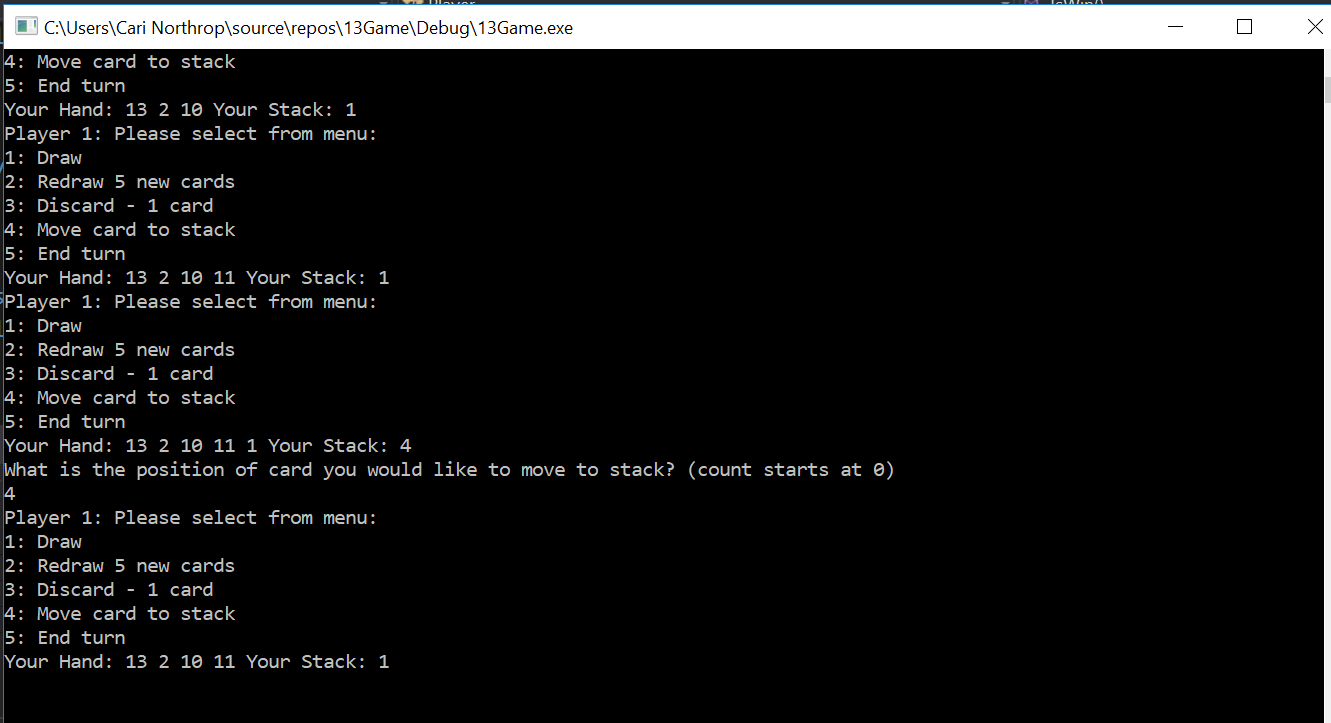 Player
IsWin()
C:\Users\Cari Northrop\source\repos\13Game\Debug\13Game.exe
4: Move card to stack
5: End turn
Your Hand: 13 2 10 Your Stack: 1
Player 1: Please select from menu:
1: Draw
2: Redraw 5 new cards
3: Discard - 1 card
4: Move card to stack
5: End turn
Your Hand: 13 2 10 11 Your Stack: 1
Player 1: Please select from menu:
1: Draw
2: Redraw 5 new cards
3: Discard - 1 card
4: Move card to stack
5: End turn
Your Hand: 13 2 10 11 1 Your Stack: 4
What is the position of card you would like to move to stack? (count starts at 0)
4
Player 1: Please select from menu:
1: Draw
2: Redraw 5 new cards
3: Discard - 1 card
4: Move card to stack
5: End turn
Your Hand: 13 2 10 11 Your Stack: 1